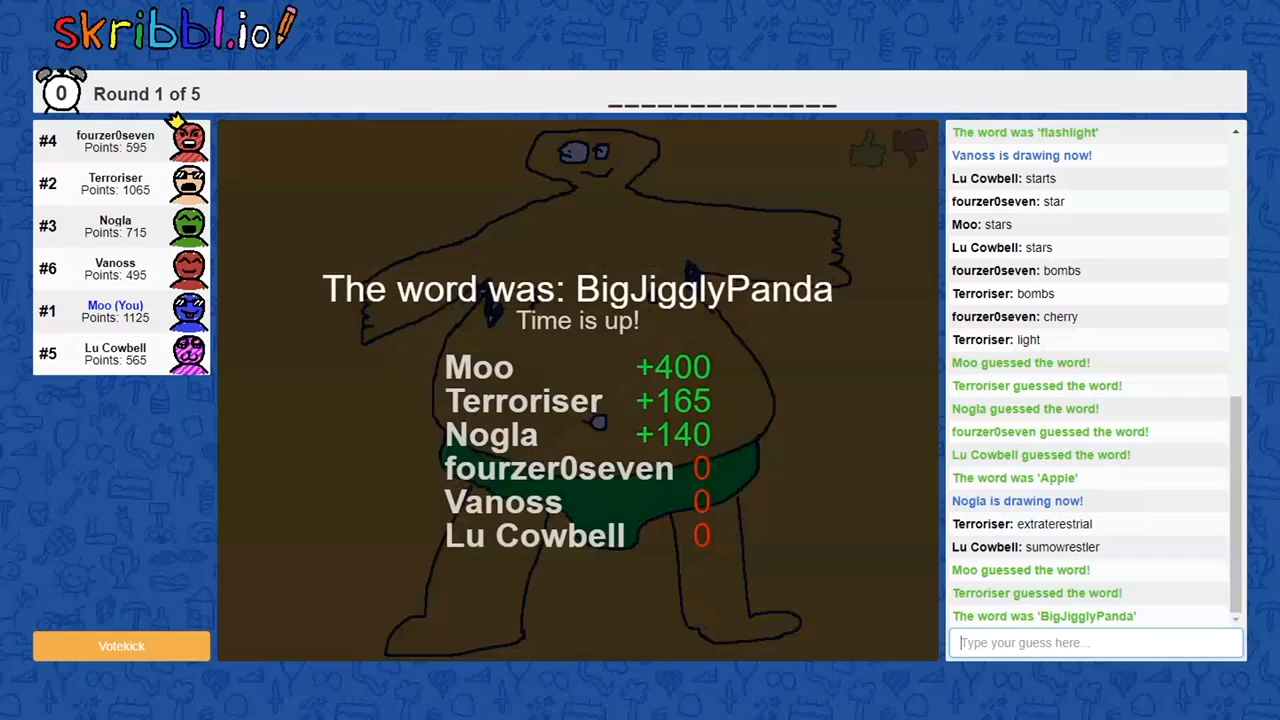 skribbl.io
0
Round 1 of 5
______________
#4
fourzer0seven
Points: 595
#2
Terroriser
Points: 1065
#3
Nogla
Points: 715
#6
Vanoss
Points: 495
#1
Moo (You)
Points: 1125
#5
Lu Cowbell
Points: 565
Votekick
The word was: BigJigglyPanda
Time is up!
Moo +400
Terroriser +165
Nogla +140
fourzer0seven 0
Vanoss 0
Lu Cowbell 0
The word was 'flashlight'
Vanoss is drawing now!
Lu Cowbell: starts
fourzer0seven: star
Moo: stars
Lu Cowbell: stars
fourzer0seven: bombs
Terroriser: bombs
fourzer0seven: cherry
Terroriser: light
Moo guessed the word!
Terroriser guessed the word!
Nogla guessed the word!
fourzer0seven guessed the word!
Lu Cowbell guessed the word!
The word was 'Apple'
Nogla is drawing now!
Terroriser: extraterestrial
Lu Cowbell: sumowrestler
Moo guessed the word!
Terroriser guessed the word!
The word was 'BigJigglyPanda'
Type your guess here...